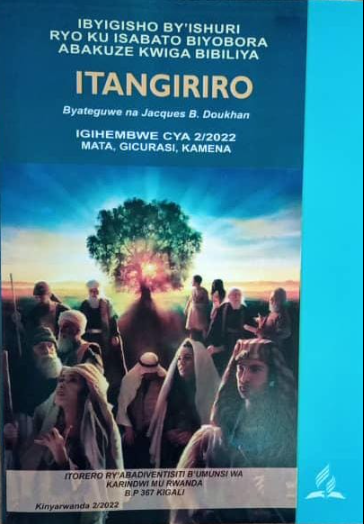 IBYIGISHO BY'ISHURI
RYO KU ISABATO BIYOBORA
ABAKUZE KWIGA BIBILIYA
ITANGIRIRO
Byateguwe na Jacques B. Doukhan
IGIHEMBWE CYA 2/2022
MATA, GICURASI, KAMENA
ITORERO RY'ABADIVENTISITI B'UMUNSI WA
KARINDWI MU RWANDA
B.P 367 KIGALI
Kinyarwanda 2/2022